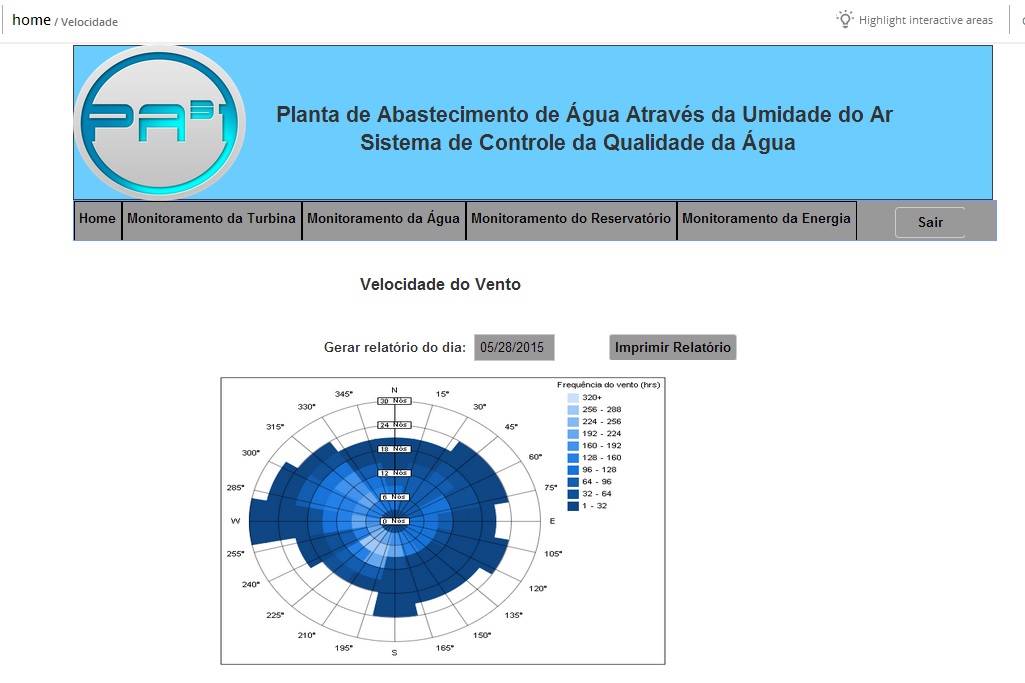 home / Velocidade
Highlight interactive areas
PA³1
Planta de Abastecimento de Água Através da Umidade do Ar
Sistema de Controle da Qualidade da Água
Home Monitoramento da Turbina Monitoramento da Água Monitoramento do Reservatório Monitoramento da Energia Sair
Velocidade do Vento
Gerar relatório do dia: 05/28/2015 Imprimir Relatório
Frequência do vento (hrs)
320+
256 - 288
224 - 256
192 - 224
160 - 192
128 - 160
96 - 128
64 - 96
32 - 64
1 - 32
N
15°
30°
45°
60°
75°
E
105°
120°
135°
150°
165°
S
195°
210°
225°
240°
255°
W
285°
300°
315°
330°
345°
30 Nós
24 Nós
18 Nós
12 Nós
6 Nós
0 Nós